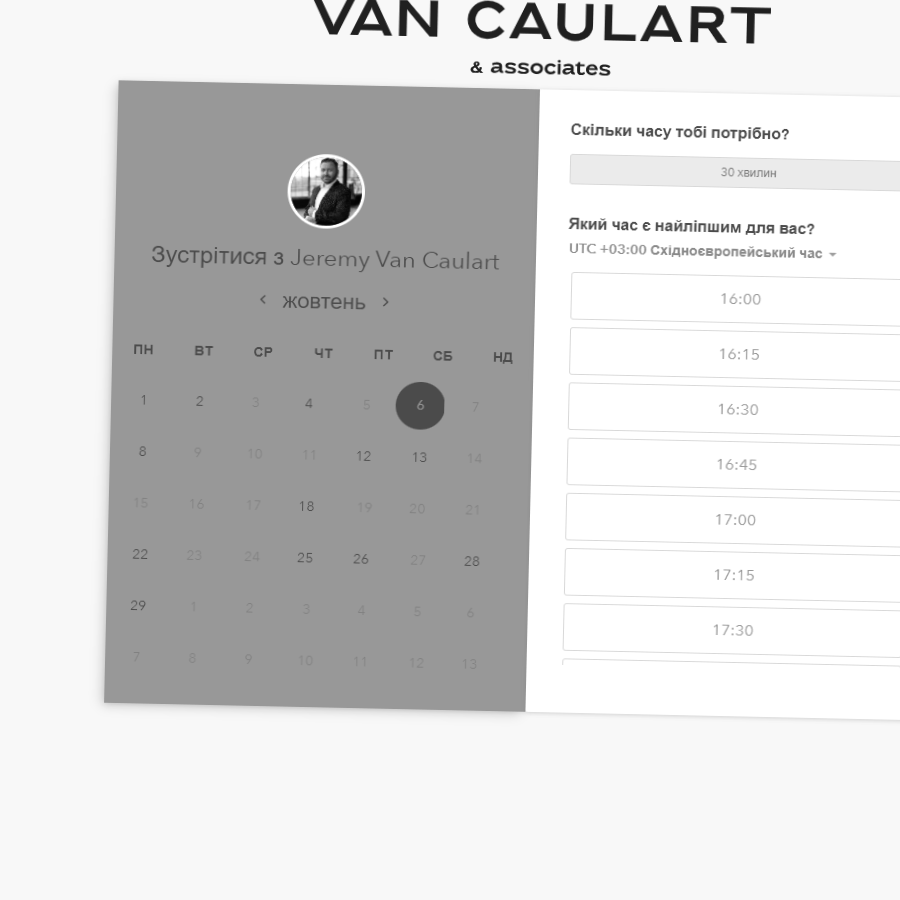 VAN CAULART
& associates
Зустрітися з Jeremy Van Caulart
жовтень
ПН ВТ СР ЧТ ПТ СБ НД
1 2 3 4 5 6 7
8 9 10 11 12 13 14
15 16 17 18 19 20 21
22 23 24 25 26 27 28
29 1 2 3 4 5 6
7 8 9 10 11 12 13
Скільки часу тобі потрібно?
30 хвилин
Який час є найліпшим для вас?
UTC +03:00 Східноєвропейський час
16:00
16:15
16:30
16:45
17:00
17:15
17:30